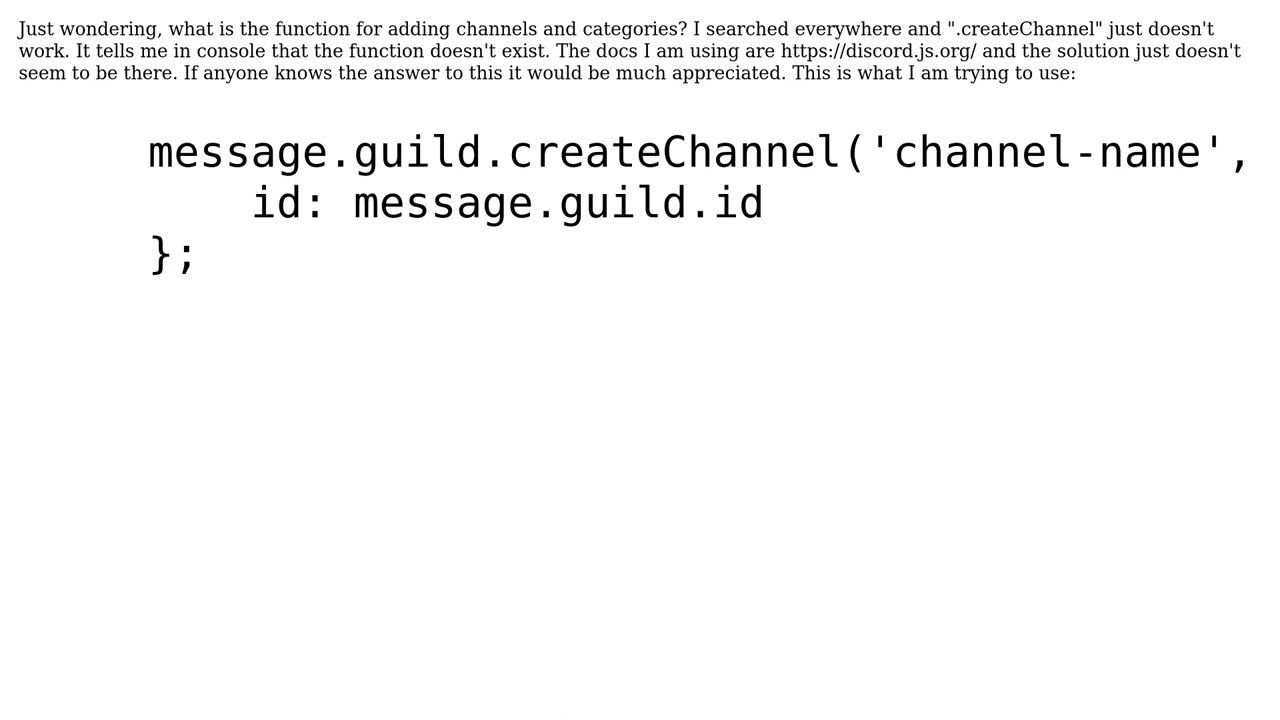 Just wondering, what is the function for adding channels and categories? I searched everywhere and ".createChannel" just doesn't
work. It tells me in console that the function doesn't exist. The docs I am using are https://discord.js.org/ and the solution just doesn't
seem to be there. If anyone knows the answer to this it would be much appreciated. This is what I am trying to use:
message.guild.createChannel('channel-name',
    id: message.guild.id
};